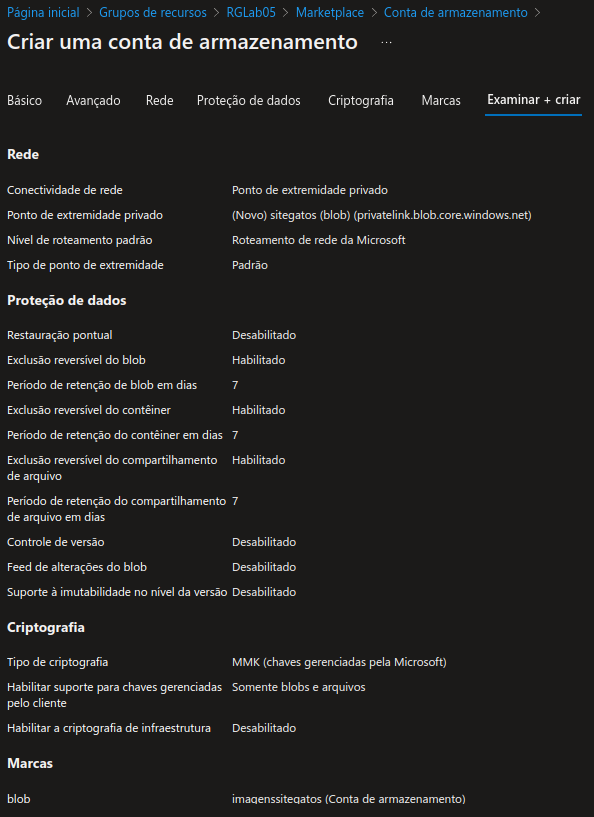 Página inicial > Grupos de recursos > RGLab05 > Marketplace > Conta de armazenamento >
Criar uma conta de armazenamento ...
Básico Avançado Rede Proteção de dados Criptografia Marcas Examinar + criar
Rede
Conectividade de rede Ponto de extremidade privado
Ponto de extremidade privado (Novo) sitegatos (blob) (privatelink.blob.core.windows.net)
Nível de roteamento padrão Roteamento de rede da Microsoft
Tipo de ponto de extremidade Padrão
Proteção de dados
Restauração pontual Desabilitado
Exclusão reversível do blob Habilitado
Período de retenção de blob em dias 7
Exclusão reversível do contêiner Habilitado
Período de retenção do contêiner em dias 7
Exclusão reversível do compartilhamento Habilitado
de arquivo
Período de retenção do compartilhamento 7
de arquivo em dias
Controle de versão Desabilitado
Feed de alterações do blob Desabilitado
Suporte à imutabilidade no nível da versão Desabilitado
Criptografia
Tipo de criptografia MMK (chaves gerenciadas pela Microsoft)
Habilitar suporte para chaves gerenciadas Somente blobs e arquivos
pelo cliente
Habilitar a criptografia de infraestrutura Desabilitado
Marcas
blob imagenssitegatos (Conta de armazenamento)